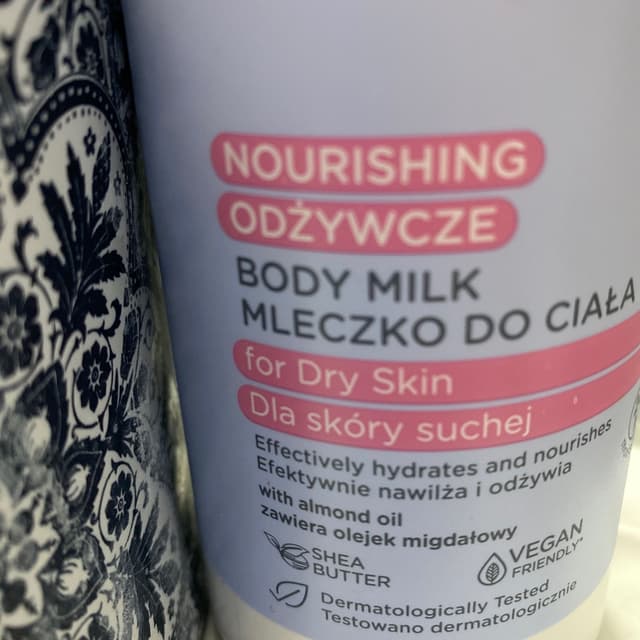 NOURISHING
ODŻYWCZE
BODY MILK
MLECZKO DO CIAŁA
for Dry Skin
Dla skóry suchej
Effectively hydrates and nourishes
Efektywnie nawilża i odżywia
with almond oil
zawiera olejek migdałowy
SHEA
BUTTER
VEGAN
FRIENDLY*
Dermatologically Tested
Testowano dermatologicznie